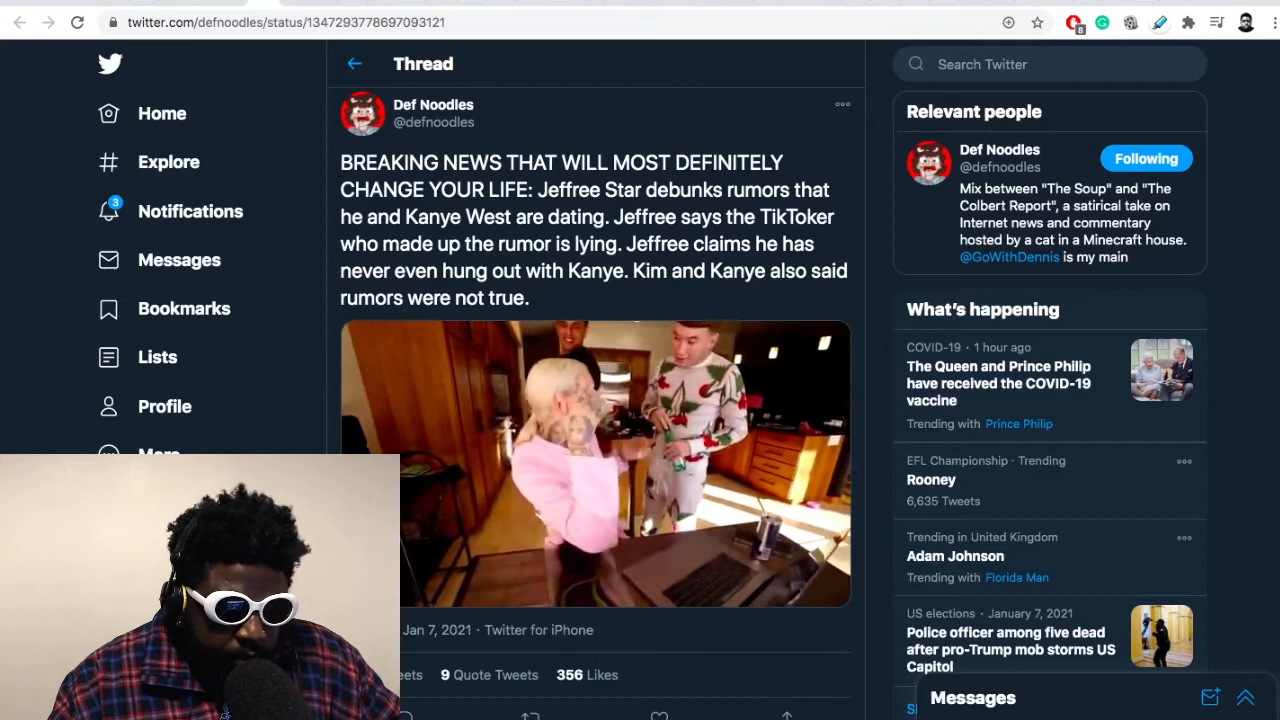 twitter.com/defnoodles/status/1347293778697093121
8
Home
Explore
3
Notifications
Messages
Bookmarks
Lists
Profile
More
Thread
Def Noodles
@defnoodles
BREAKING NEWS THAT WILL MOST DEFINITELY
CHANGE YOUR LIFE: Jeffree Star debunks rumors that
he and Kanye West are dating. Jeffree says the TikToker
who made up the rumor is lying. Jeffree claims he has
never even hung out with Kanye. Kim and Kanye also said
rumors were not true.
Jan 7, 2021 · Twitter for iPhone
9 Quote Tweets
356 Likes
Search Twitter
Relevant people
Def Noodles
@defnoodles
Following
Mix between "The Soup" and "The
Colbert Report", a satirical take on
Internet news and commentary
hosted by a cat in a Minecraft house.
@GoWithDennis is my main
What's happening
COVID-19 · 1 hour ago
The Queen and Prince Philip
have received the COVID-19
vaccine
Trending with Prince Philip
EFL Championship · Trending
Rooney
6,635 Tweets
Trending in United Kingdom
Adam Johnson
Trending with Florida Man
US elections · January 7, 2021
Police officer among five dead
after pro-Trump mob storms US
Capitol
Messages